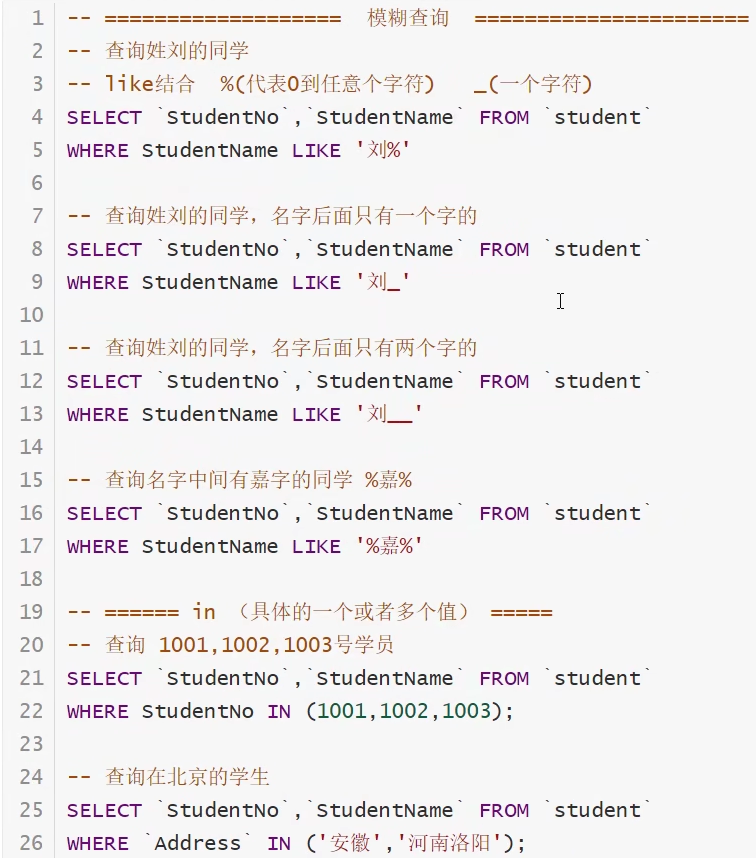 1 -- =================== 模糊查询 ======================
2 -- 查询姓刘的同学
3 -- like结合 %(代表0到任意个字符) _(一个字符)
4 SELECT `StudentNo`,`StudentName` FROM `student`
5 WHERE StudentName LIKE '刘%'
6
7 -- 查询姓刘的同学，名字后面只有一个字的
8 SELECT `StudentNo`,`StudentName` FROM `student`
9 WHERE StudentName LIKE '刘_'
10
11 -- 查询姓刘的同学，名字后面只有两个字的
12 SELECT `StudentNo`,`StudentName` FROM `student`
13 WHERE StudentName LIKE '刘__'
14
15 -- 查询名字中间有嘉字的同学 %嘉%
16 SELECT `StudentNo`,`StudentName` FROM `student`
17 WHERE StudentName LIKE '%嘉%'
18
19 -- ====== in （具体的一个或者多个值） =====
20 -- 查询 1001,1002,1003号学员
21 SELECT `StudentNo`,`StudentName` FROM `student`
22 WHERE StudentNo IN (1001,1002,1003);
23
24 -- 查询在北京的学生
25 SELECT `StudentNo`,`StudentName` FROM `student`
26 WHERE `Address` IN ('安徽','河南洛阳');